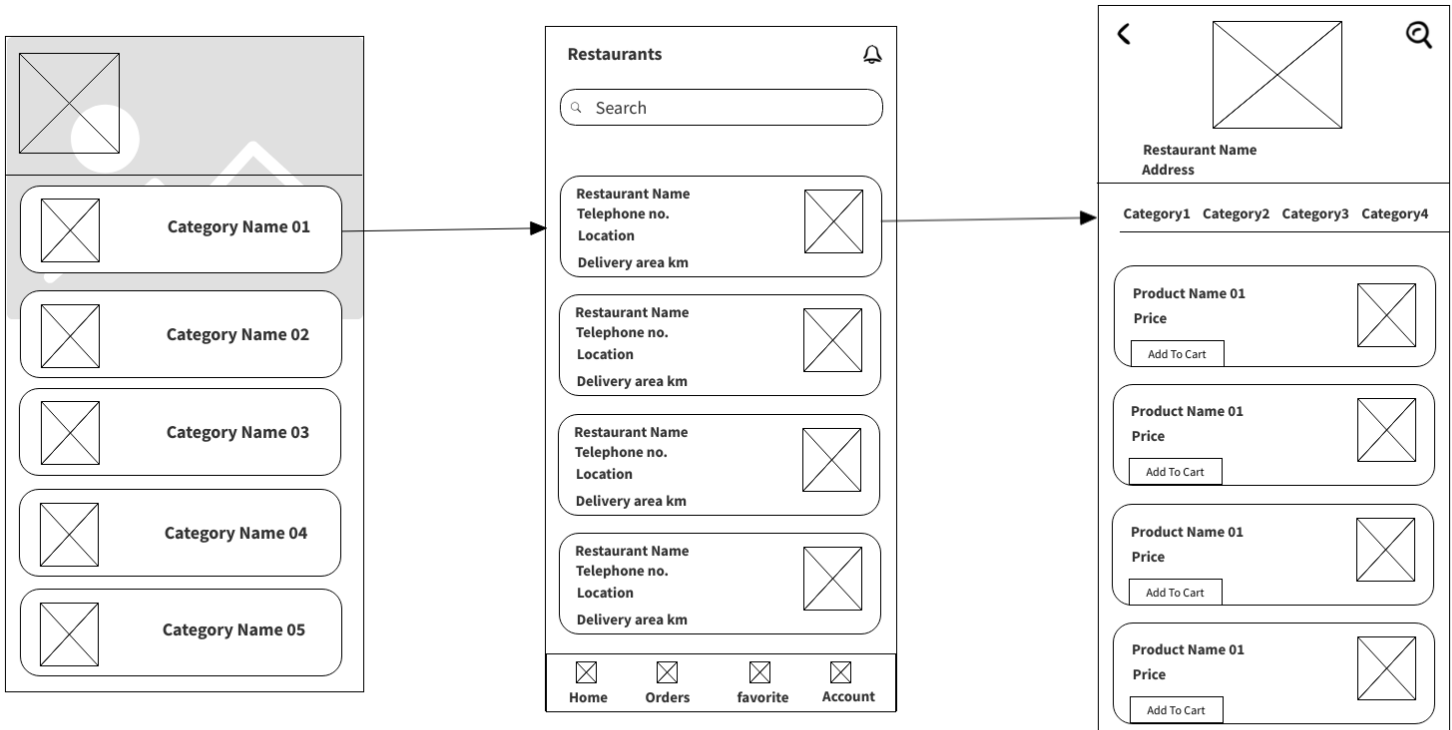 Category Name 01
Category Name 02
Category Name 03
Category Name 04
Category Name 05
Restaurants
Search
Restaurant Name
Telephone no.
Location
Delivery area km
Restaurant Name
Telephone no.
Location
Delivery area km
Restaurant Name
Telephone no.
Location
Delivery area km
Restaurant Name
Telephone no.
Location
Delivery area km
Home Orders favorite Account
Restaurant Name
Address
Category1 Category2 Category3 Category4
Product Name 01
Price
Add To Cart
Product Name 01
Price
Add To Cart
Product Name 01
Price
Add To Cart
Product Name 01
Price
Add To Cart